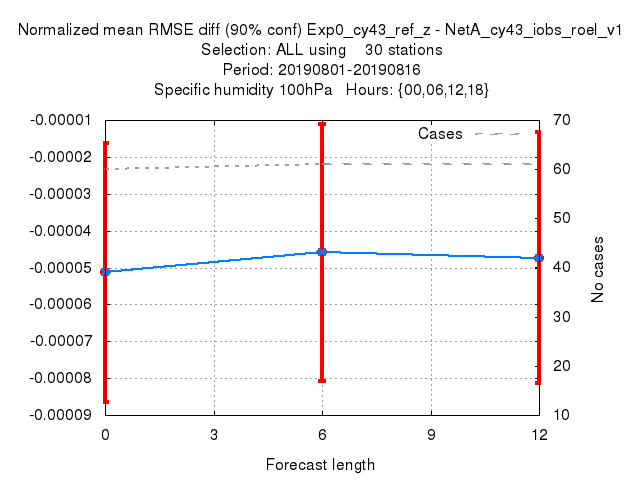 Normalized mean RMSE diff (90% conf) Exp0_cy43_ref_z - NetA_cy43_iobs_roel_v1
Selection: ALL using    30 stations
Period: 20190801-20190816
Specific humidity 100hPa   Hours: {00,06,12,18}
-0.00001
-0.00002
-0.00003
-0.00004
-0.00005
-0.00006
-0.00007
-0.00008
-0.00009
Cases
70
60
50
40
30
20
10
No cases
0 3 6 9 12
Forecast length